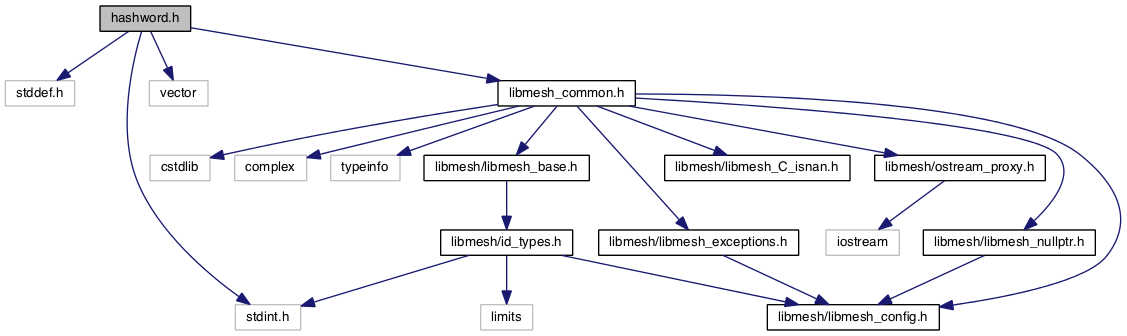 hashword.h
stddef.h
vector
libmesh_common.h
cstdlib
complex
typeinfo
libmesh/libmesh_base.h
libmesh/libmesh_C_isnan.h
libmesh/ostream_proxy.h
libmesh/id_types.h
libmesh/libmesh_exceptions.h
iostream
libmesh/libmesh_nullptr.h
stdint.h
limits
libmesh/libmesh_config.h